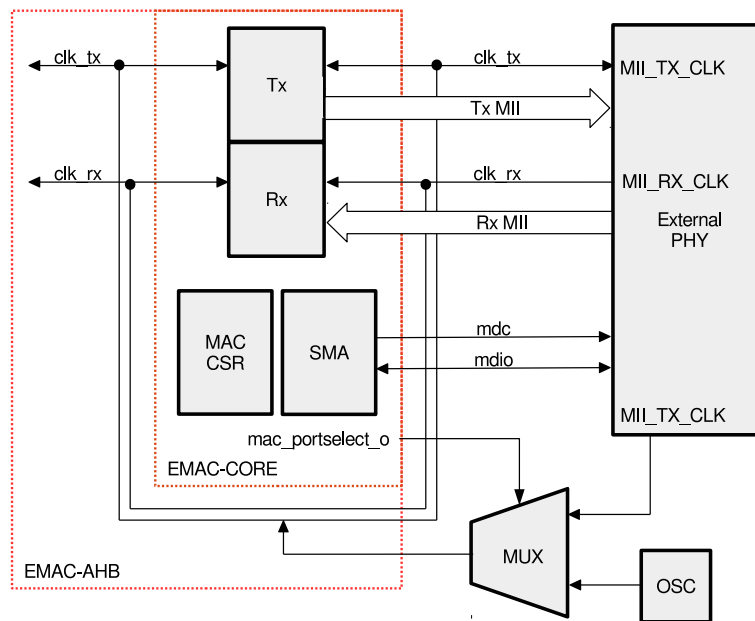 clk_tx
Tx
clk_tx
MII_TX_CLK
Tx MII
clk_rx
Rx
clk_rx
MII_RX_CLK
Rx MII
External
PHY
MAC
CSR
SMA
mdc
mdio
MII_TX_CLK
mac_portselect_o
EMAC-CORE
MUX
EMAC-AHB
OSC